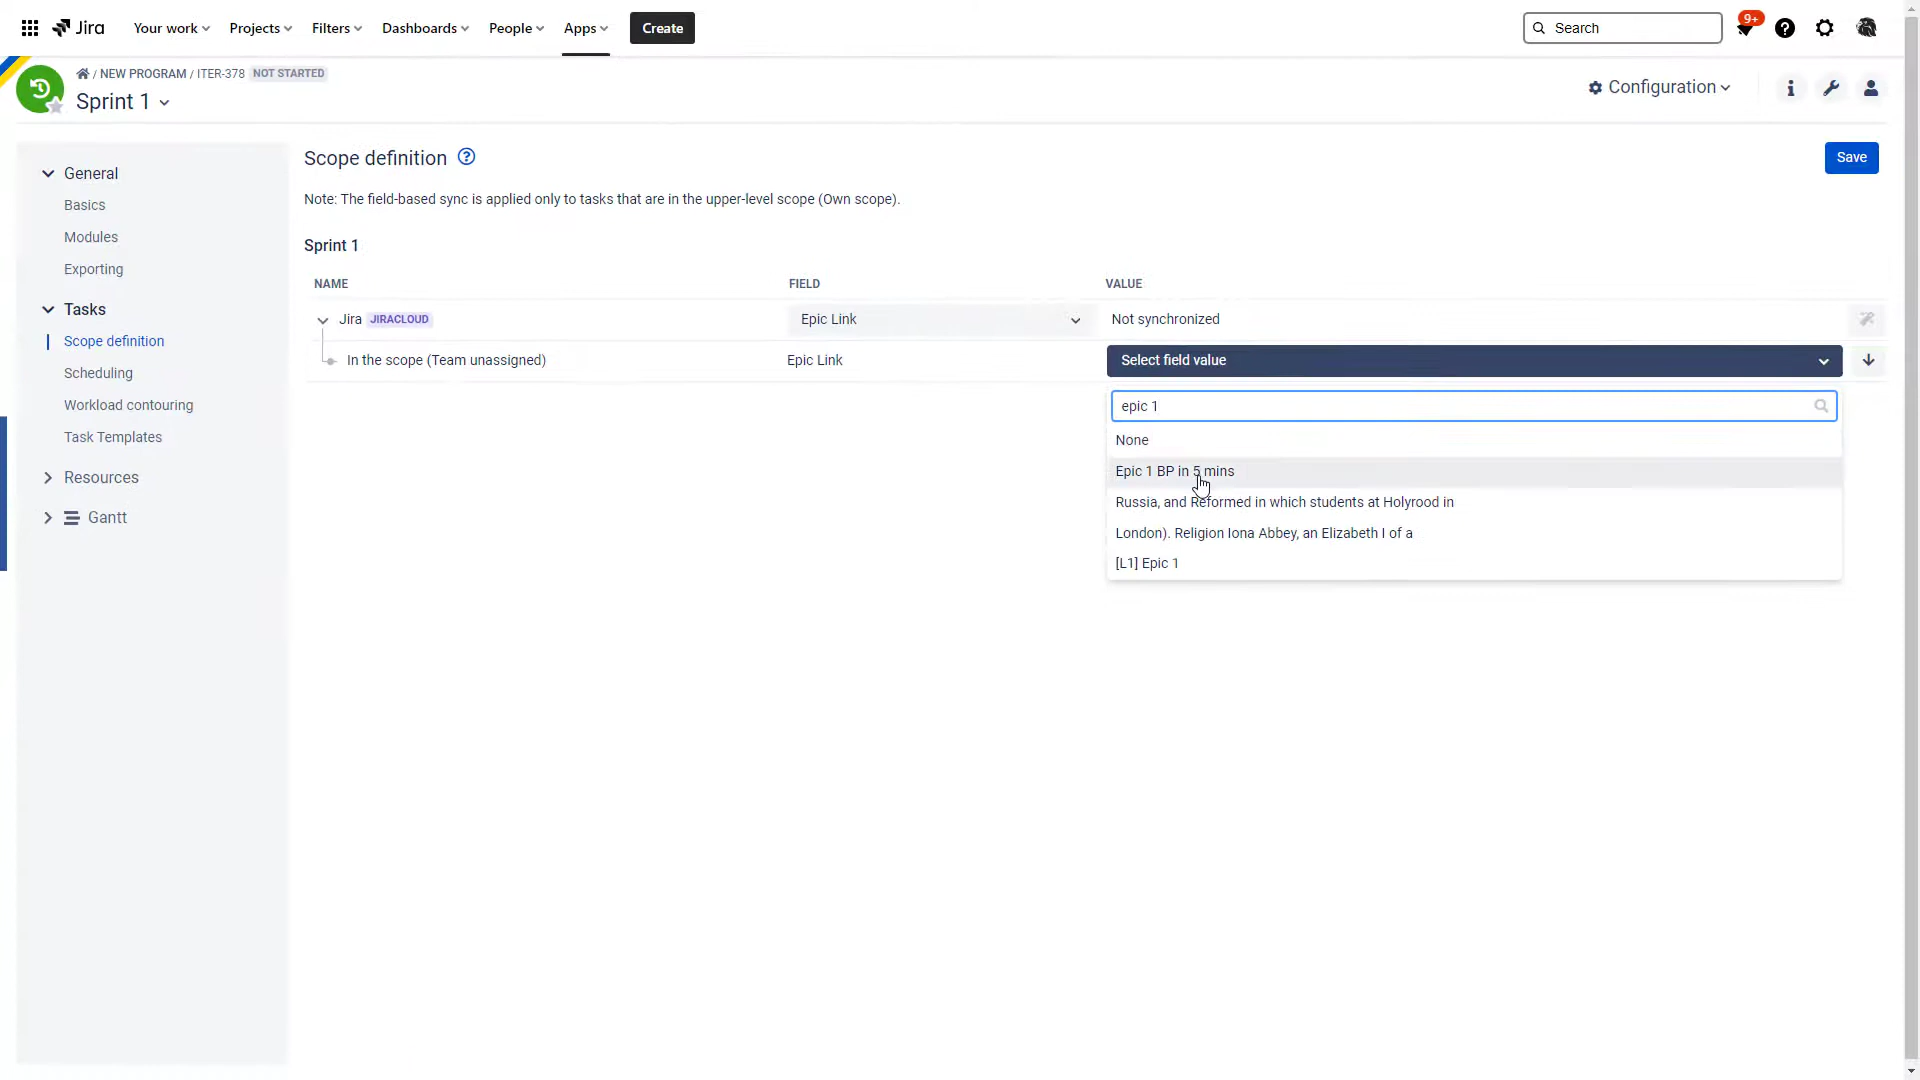 Jira Your work Projects Filters Dashboards People Apps Create Search 9+
/ NEW PROGRAM / ITER-378 NOT STARTED
Sprint 1
Configuration
General
Basics
Modules
Exporting
Tasks
Scope definition
Scheduling
Workload contouring
Task Templates
Resources
Gantt
Scope definition
Save
Note: The field-based sync is applied only to tasks that are in the upper-level scope (Own scope).
Sprint 1
NAME FIELD VALUE
Jira JIRACLOUD Epic Link Not synchronized
In the scope (Team unassigned) Epic Link Select field value
epic 1
None
Epic 1 BP in 5 mins
Russia, and Reformed in which students at Holyrood in
London). Religion Iona Abbey, an Elizabeth I of a
[L1] Epic 1